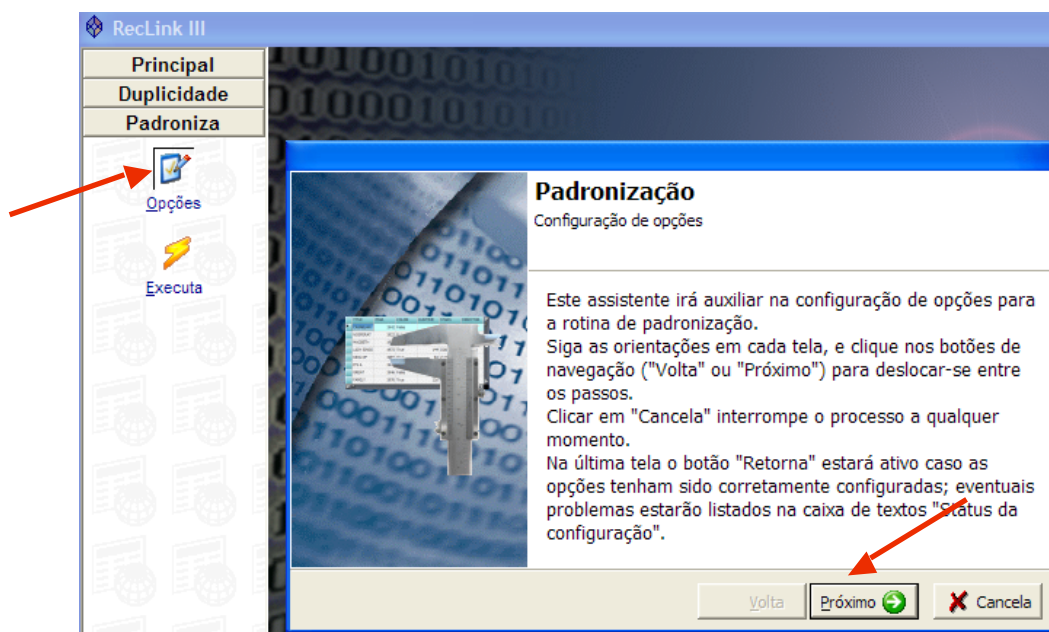 RecLink III
Principal
Duplicidade
Padroniza
Opções
Executa
Padronização
Configuração de opções
Este assistente irá auxiliar na configuração de opções para
a rotina de padronização.
Siga as orientações em cada tela, e clique nos botões de
navegação ("Volta" ou "Próximo") para deslocar-se entre
os passos.
Clicar em "Cancela" interrompe o processo a qualquer
momento.
Na última tela o botão "Retorna" estará ativo caso as
opções tenham sido corretamente configuradas; eventuais
problemas estarão listados na caixa de textos "Status da
configuração".
Volta
Próximo
Cancela